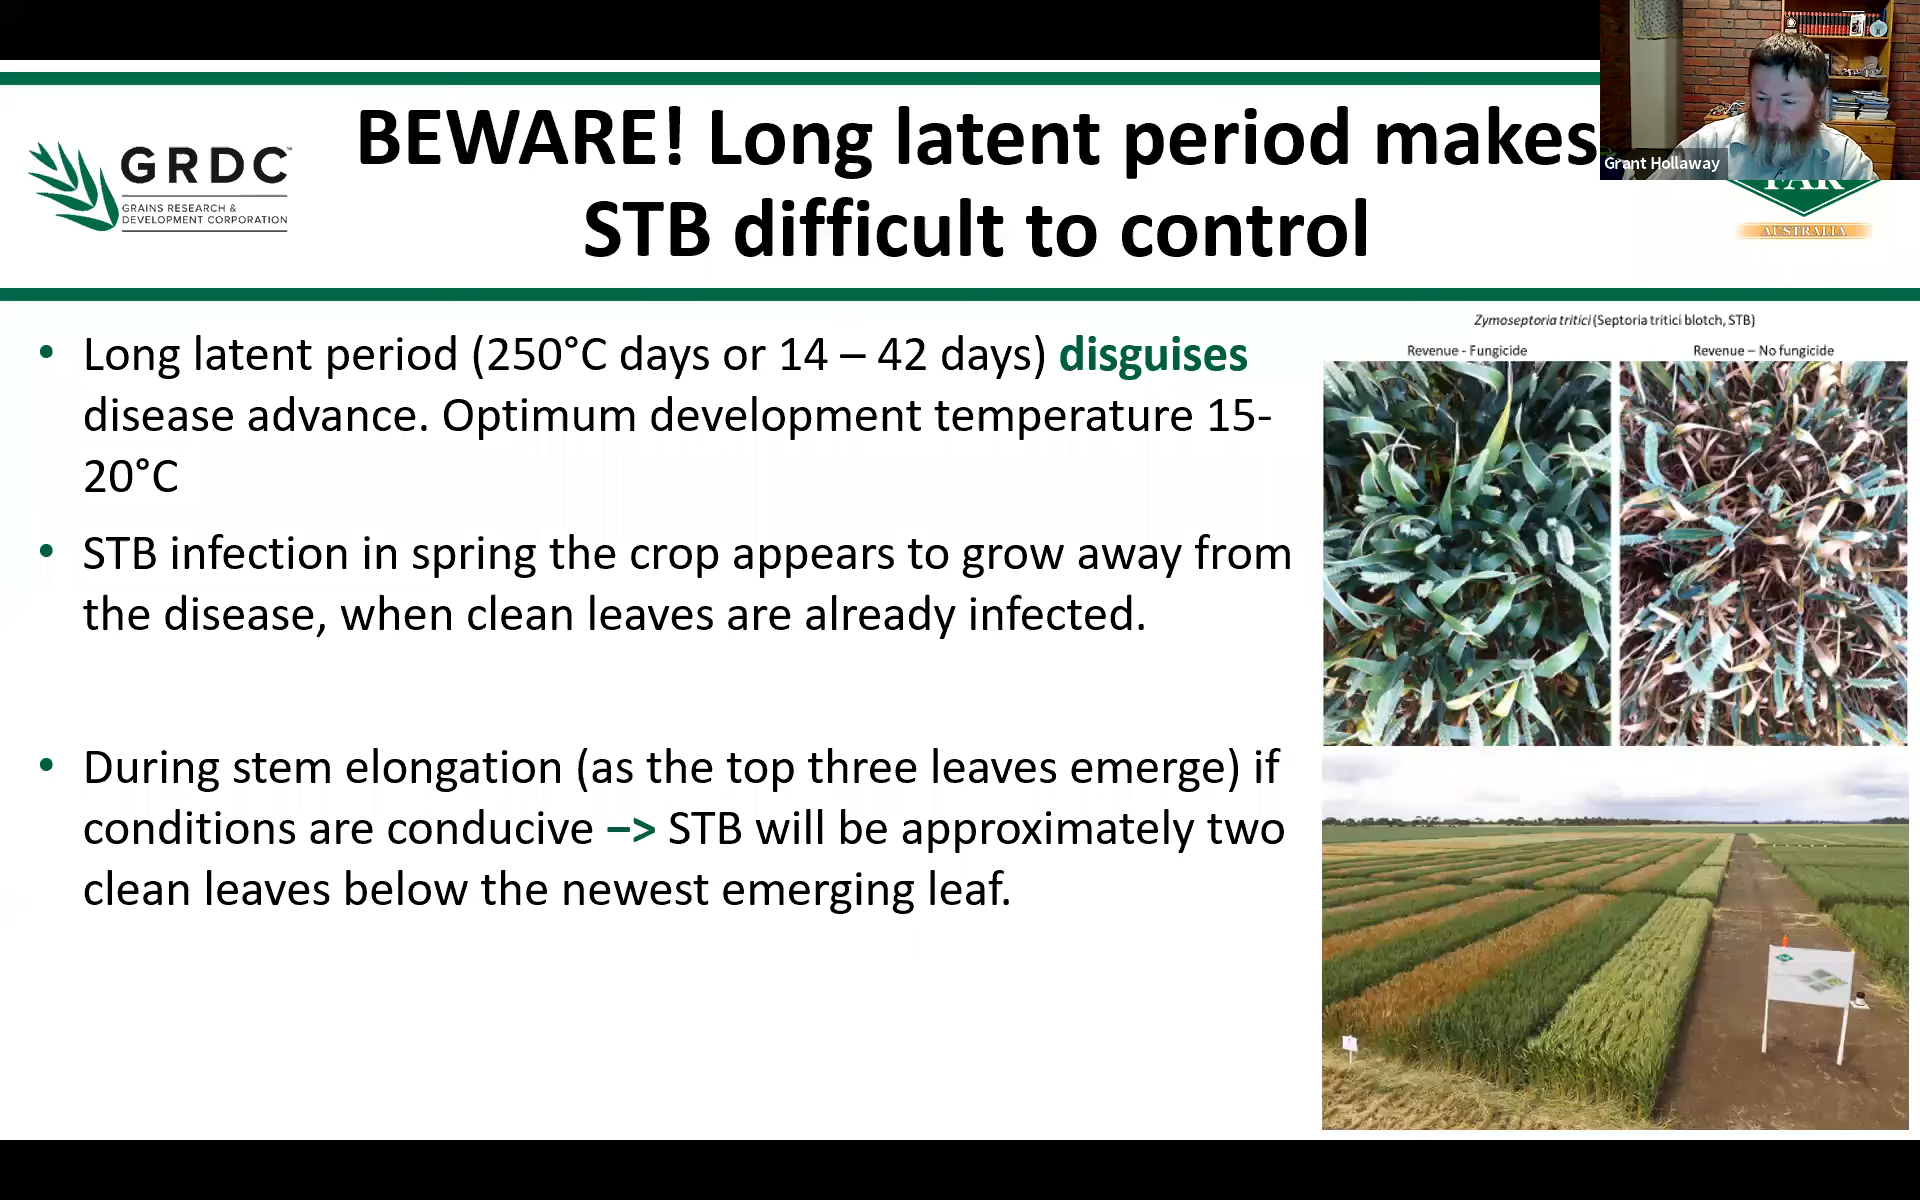 BEWARE! Long latent period makes
STB difficult to control
GRDC™
GRAINS RESEARCH &
DEVELOPMENT CORPORATION
Grant Hollaway
FAR
AUSTRALIA
• Long latent period (250°C days or 14 – 42 days) disguises
disease advance. Optimum development temperature 15-
20°C
• STB infection in spring the crop appears to grow away from
the disease, when clean leaves are already infected.
• During stem elongation (as the top three leaves emerge) if
conditions are conducive –> STB will be approximately two
clean leaves below the newest emerging leaf.
Zymoseptoria tritici (Septoria tritici blotch, STB)
Revenue - Fungicide
Revenue – No fungicide